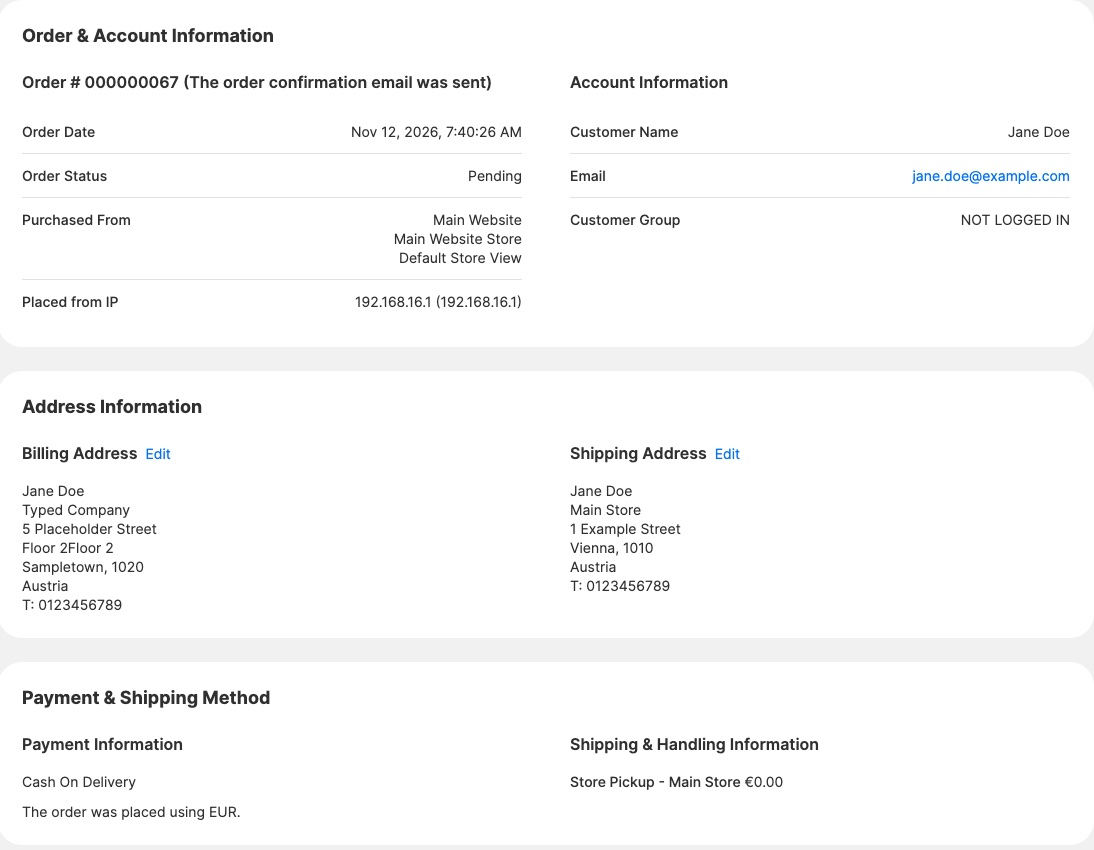 Order & Account Information
Order # 000000067 (The order confirmation email was sent)
Order Date Nov 12, 2026, 7:40:26 AM
Order Status Pending
Purchased From Main Website
Main Website Store
Default Store View
Placed from IP 192.168.16.1 (192.168.16.1)
Account Information
Customer Name Jane Doe
Email jane.doe@example.com
Customer Group NOT LOGGED IN
Address Information
Billing Address Edit
Jane Doe
Typed Company
5 Placeholder Street
Floor 2Floor 2
Sampletown, 1020
Austria
T: 0123456789
Shipping Address Edit
Jane Doe
Main Store
1 Example Street
Vienna, 1010
Austria
T: 0123456789
Payment & Shipping Method
Payment Information
Cash On Delivery
The order was placed using EUR.
Shipping & Handling Information
Store Pickup - Main Store €0.00